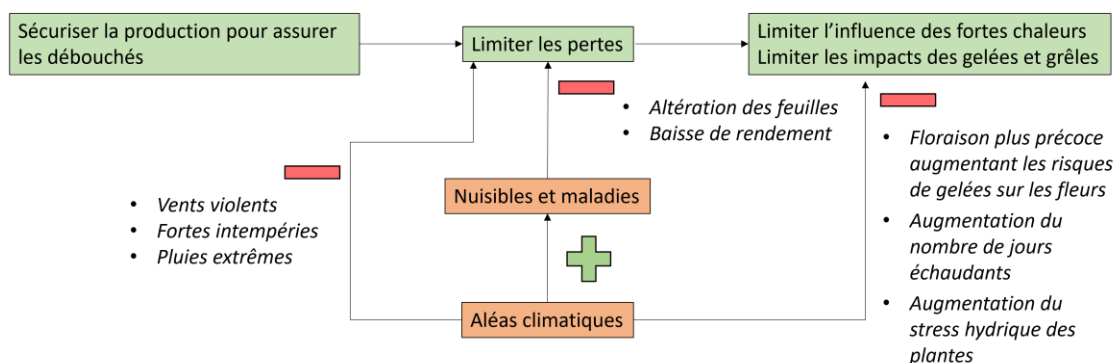 Sécuriser la production pour assurer
les débouchés
Limiter les pertes
Limiter l'influence des fortes chaleurs
Limiter les impacts des gelées et grêles
• Altération des feuilles
• Baisse de rendement
• Floraison plus précoce
augmentant les risques
de gelées sur les fleurs
• Augmentation du
nombre de jours
échaudants
• Augmentation du
stress hydrique des
plantes
• Vents violents
• Fortes intempéries
• Pluies extrêmes
Nuisibles et maladies
Aléas climatiques